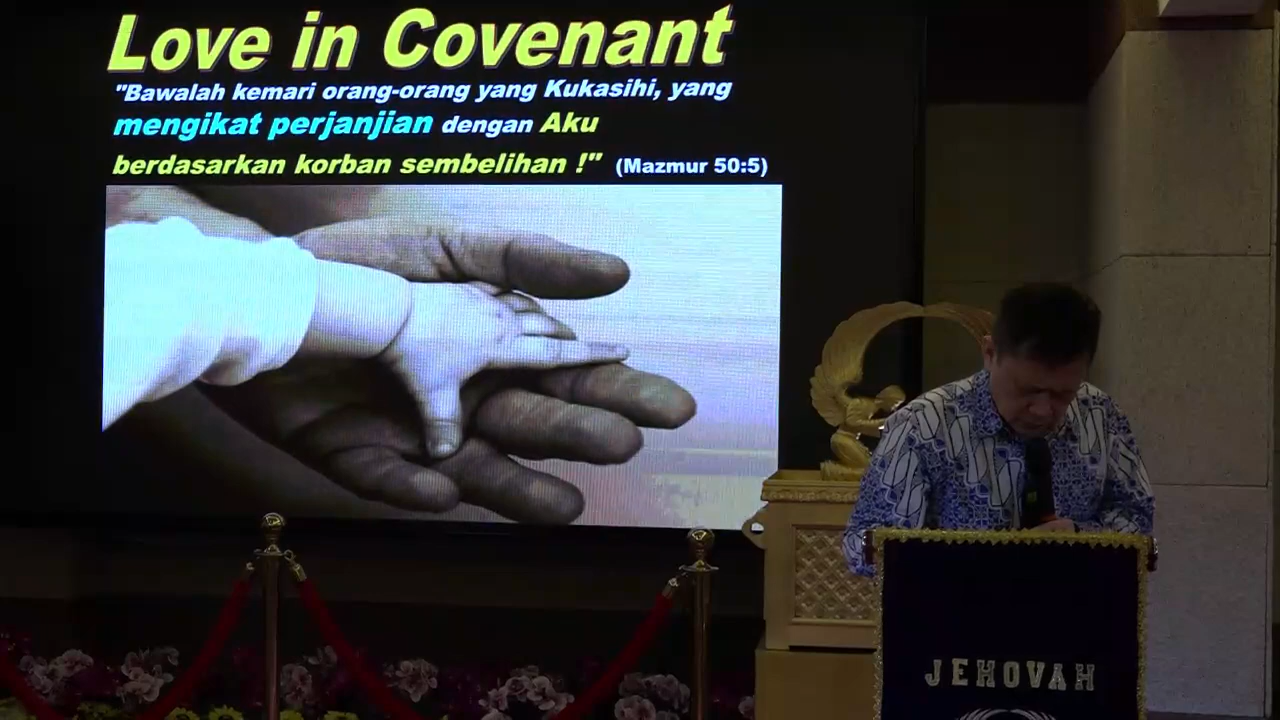 Love in Covenant
"Bawalah kemari orang-orang yang Kukasihi, yang
mengikat perjanjian dengan Aku
berdasarkan korban sembelihan !" (Mazmur 50:5)
JEHOVAH